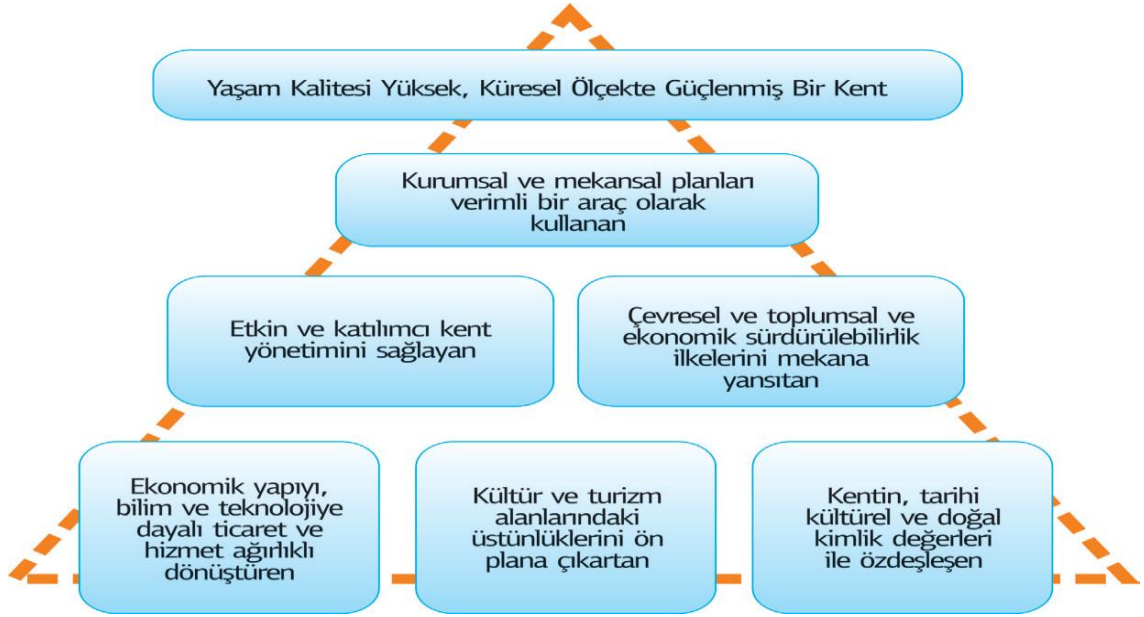 Yaşam Kalitesi Yüksek, Küresel Ölçekte Güçlenmiş Bir Kent
Kurumsal ve mekansal planları
verimli bir araç olarak
kullanan
Etkin ve katılımcı kent
yönetimini sağlayan
Çevresel ve toplumsal ve
ekonomik sürdürülebilirlik
ilkelerini mekana
yansıtan
Ekonomik yapıyı,
bilim ve teknolojiye
dayalı ticaret ve
hizmet ağırlıklı
dönüştüren
Kültür ve turizm
alanlarındaki
üstünlüklerini ön
plana çıkartan
Kentin, tarihi
kültürel ve doğal
kimlik değerleri
ile özdeşleşen